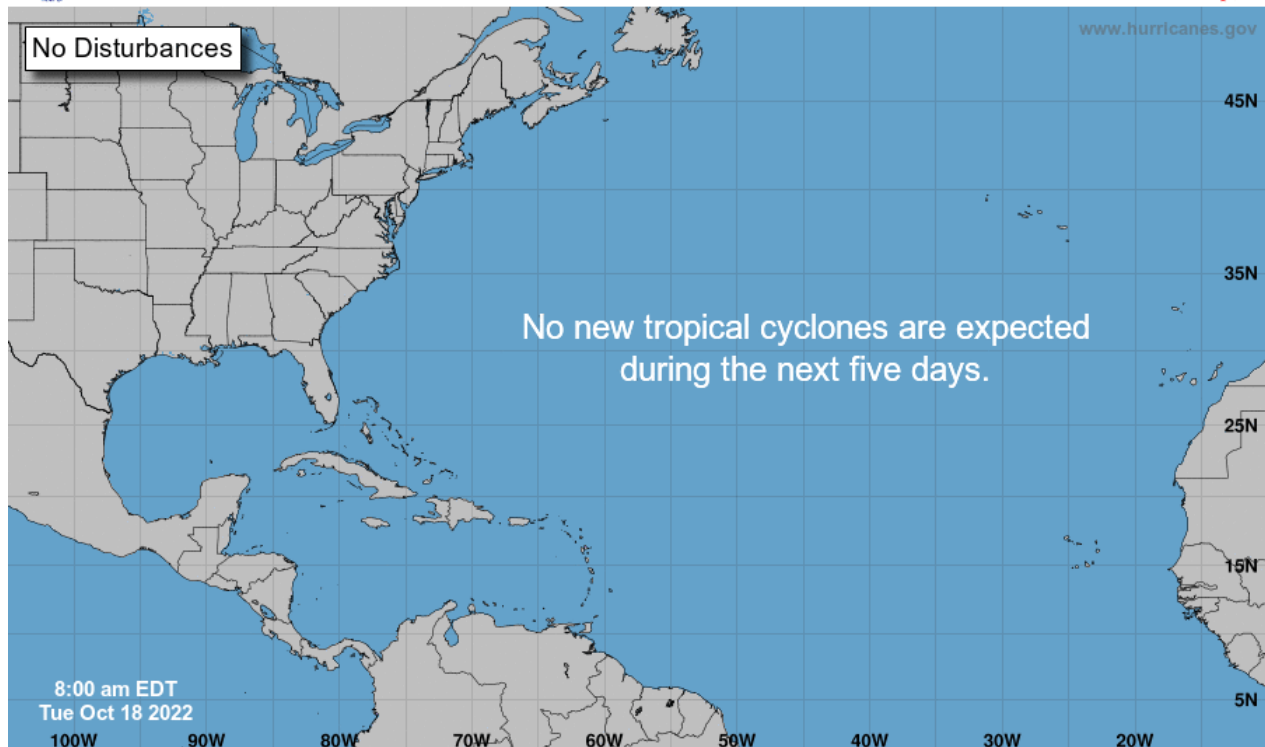 www.hurricanes.gov
No Disturbances
45N
35N
No new tropical cyclones are expected
during the next five days.
25N
15N
5N
8:00 am EDT
Tue Oct 18 2022
100W 90W 80W 70W 60W 50W 40W 30W 20W